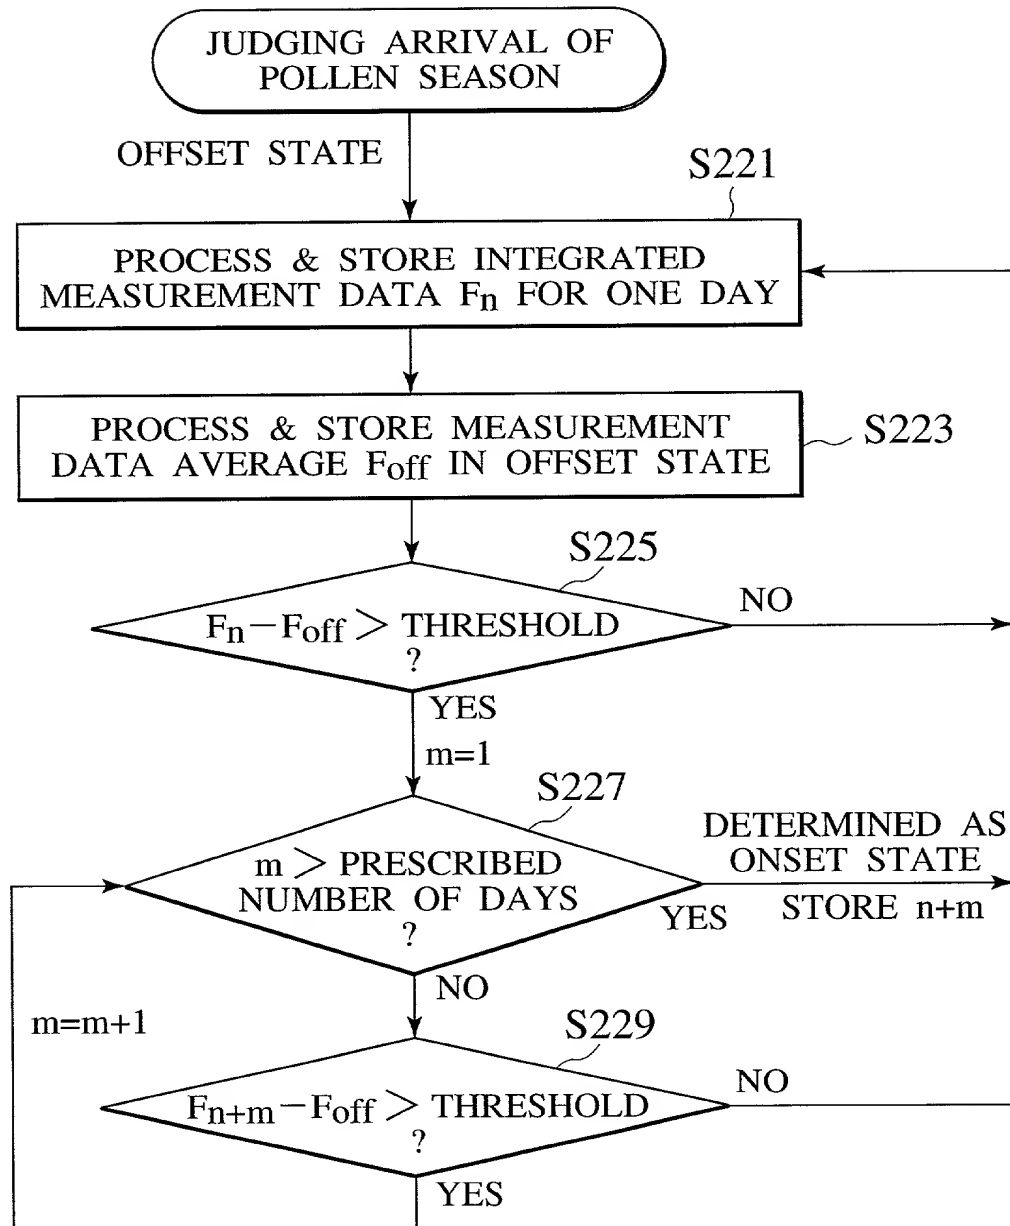 JUDGING ARRIVAL OF
POLLEN SEASON
OFFSET STATE
S221
PROCESS & STORE INTEGRATED
MEASUREMENT DATA Fn FOR ONE DAY
PROCESS & STORE MEASUREMENT
DATA AVERAGE Foff IN OFFSET STATE
S223
S225
Fn－Foff > THRESHOLD
?
NO
YES
m=1
S227
m > PRESCRIBED
NUMBER OF DAYS
?
DETERMINED AS
ONSET STATE
YES
STORE n+m
NO
m=m+1
S229
Fn+m－Foff > THRESHOLD
?
NO
YES